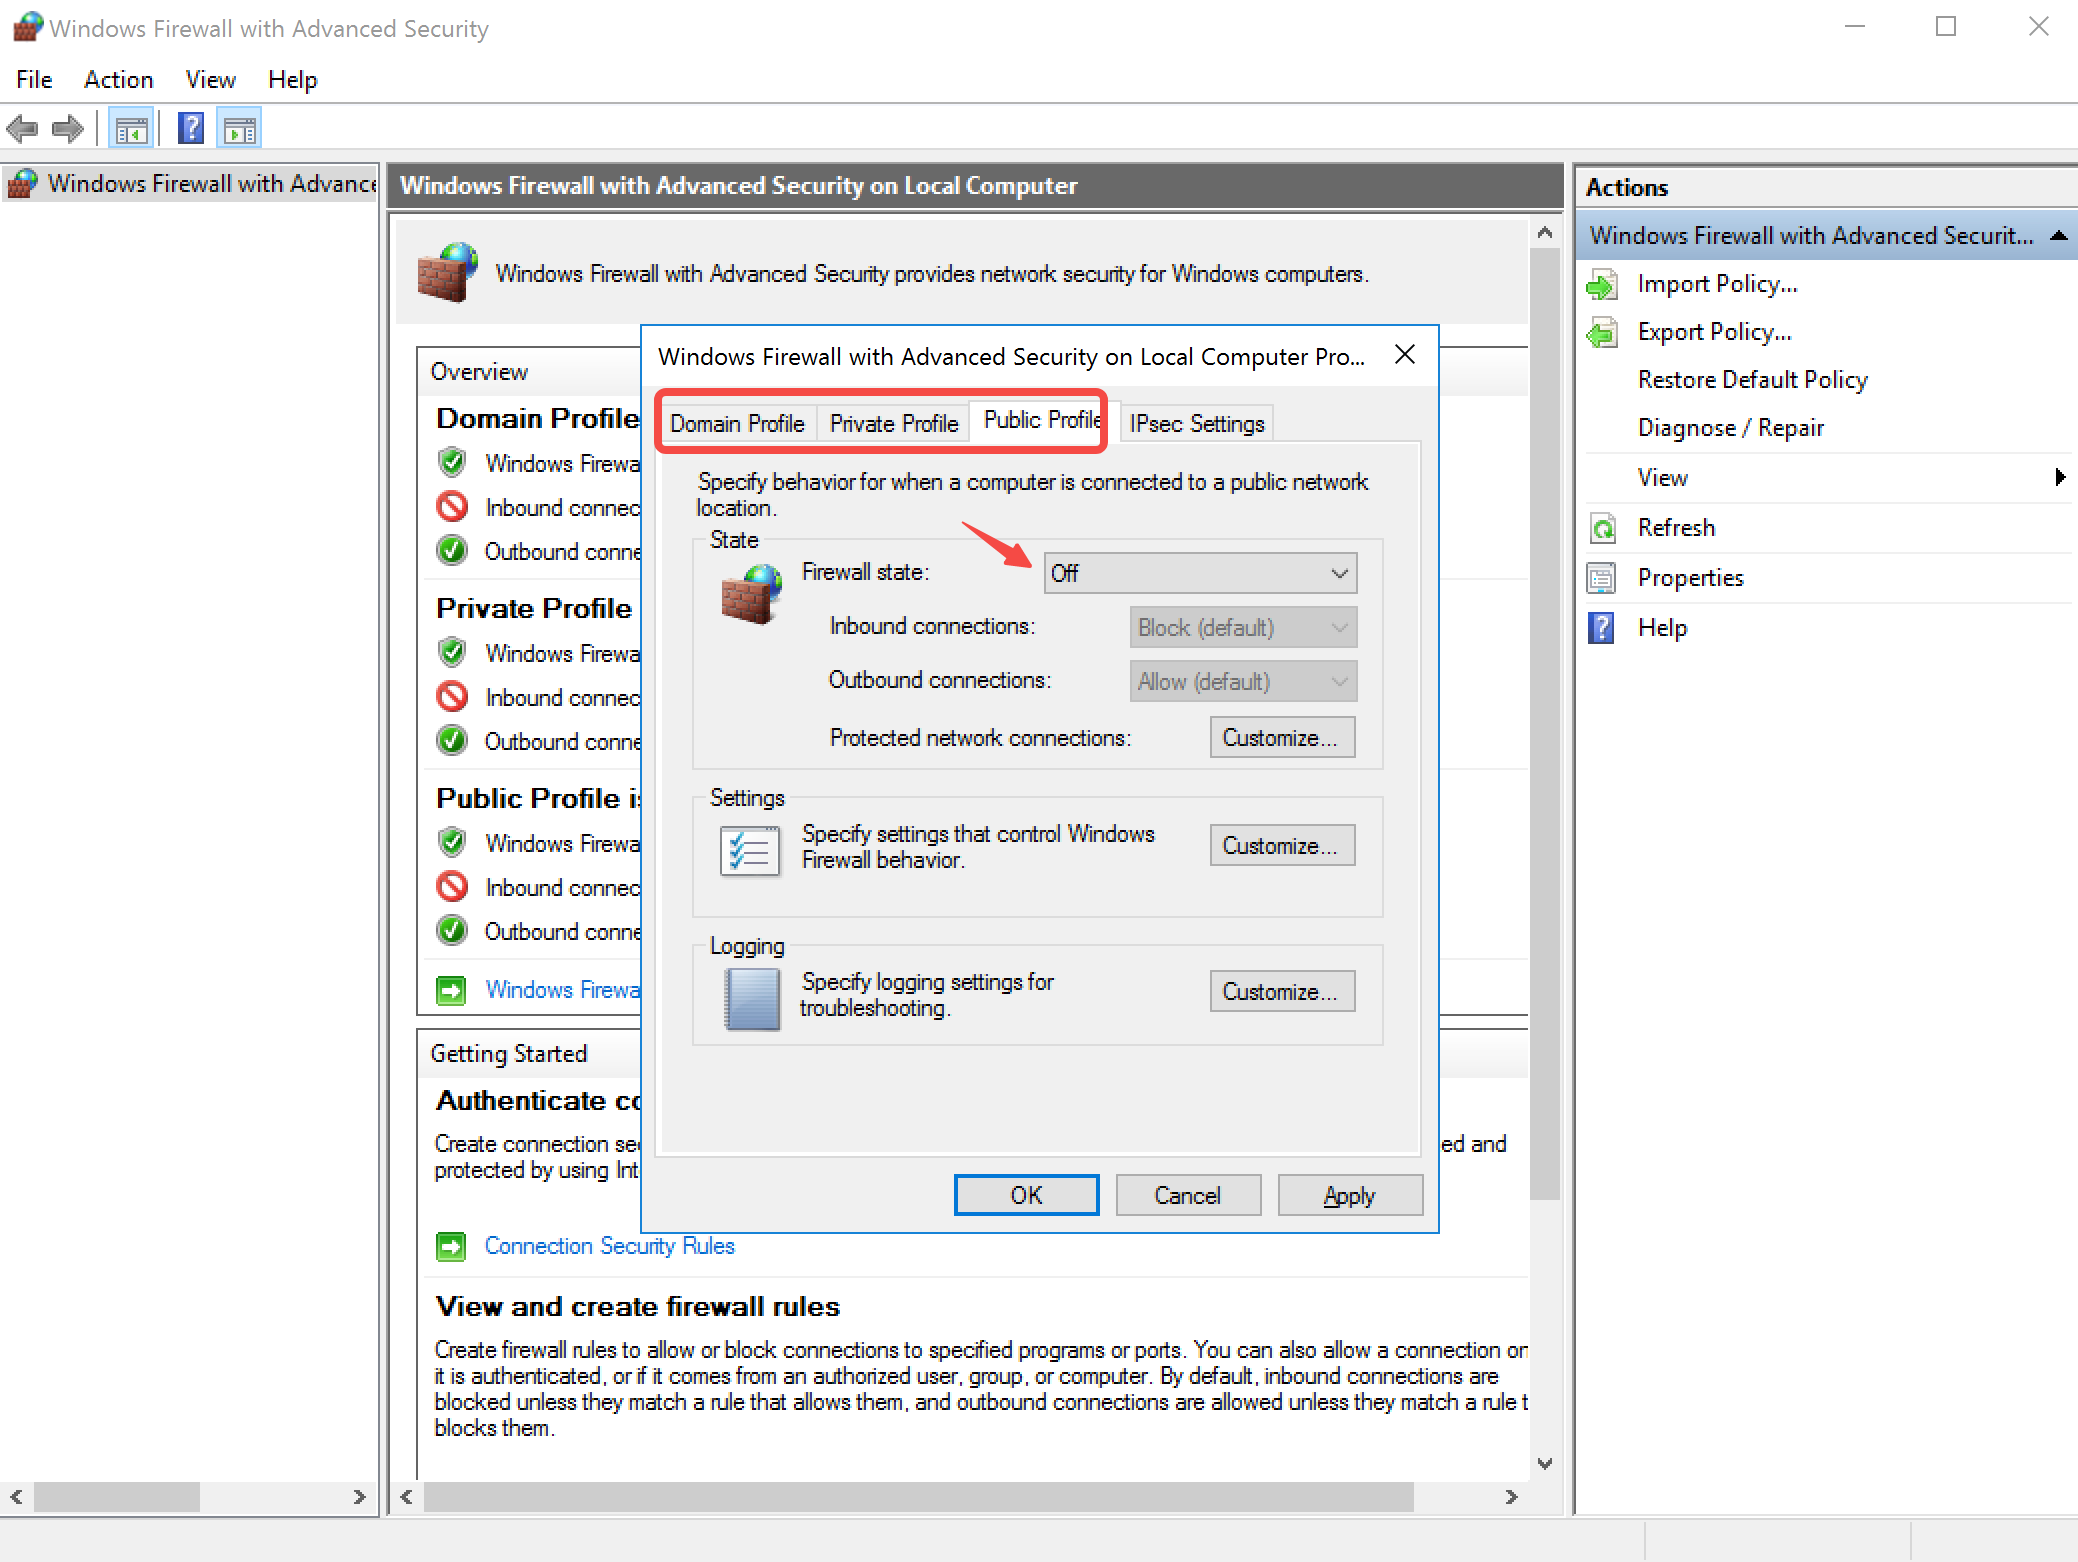 Windows Firewall with Advanced Security
File Action View Help
Windows Firewall with Advance
Windows Firewall with Advanced Security on Local Computer
Windows Firewall with Advanced Security provides network security for Windows computers.
Overview
Domain Profile
Windows Firewa
Inbound connec
Outbound conne
Private Profile
Windows Firewa
Inbound connec
Outbound conne
Public Profile is
Windows Firewa
Inbound connec
Outbound conne
Windows Firewa
Getting Started
Authenticate co
Create connection se
ed and
protected by using Int
Connection Security Rules
View and create firewall rules
Create firewall rules to allow or block connections to specified programs or ports. You can also allow a connection on
it is authenticated, or if it comes from an authorized user, group, or computer. By default, inbound connections are
blocked unless they match a rule that allows them, and outbound connections are allowed unless they match a rule t
blocks them.
Windows Firewall with Advanced Security on Local Computer Pro...
Domain Profile Private Profile Public Profile IPsec Settings
Specify behavior for when a computer is connected to a public network
location.
State
Firewall state: Off
Inbound connections: Block (default)
Outbound connections: Allow (default)
Protected network connections: Customize...
Settings
Specify settings that control Windows
Firewall behavior.
Customize...
Logging
Specify logging settings for
troubleshooting.
Customize...
OK Cancel Apply
Actions
Windows Firewall with Advanced Securit...
Import Policy...
Export Policy...
Restore Default Policy
Diagnose / Repair
View
Refresh
Properties
Help